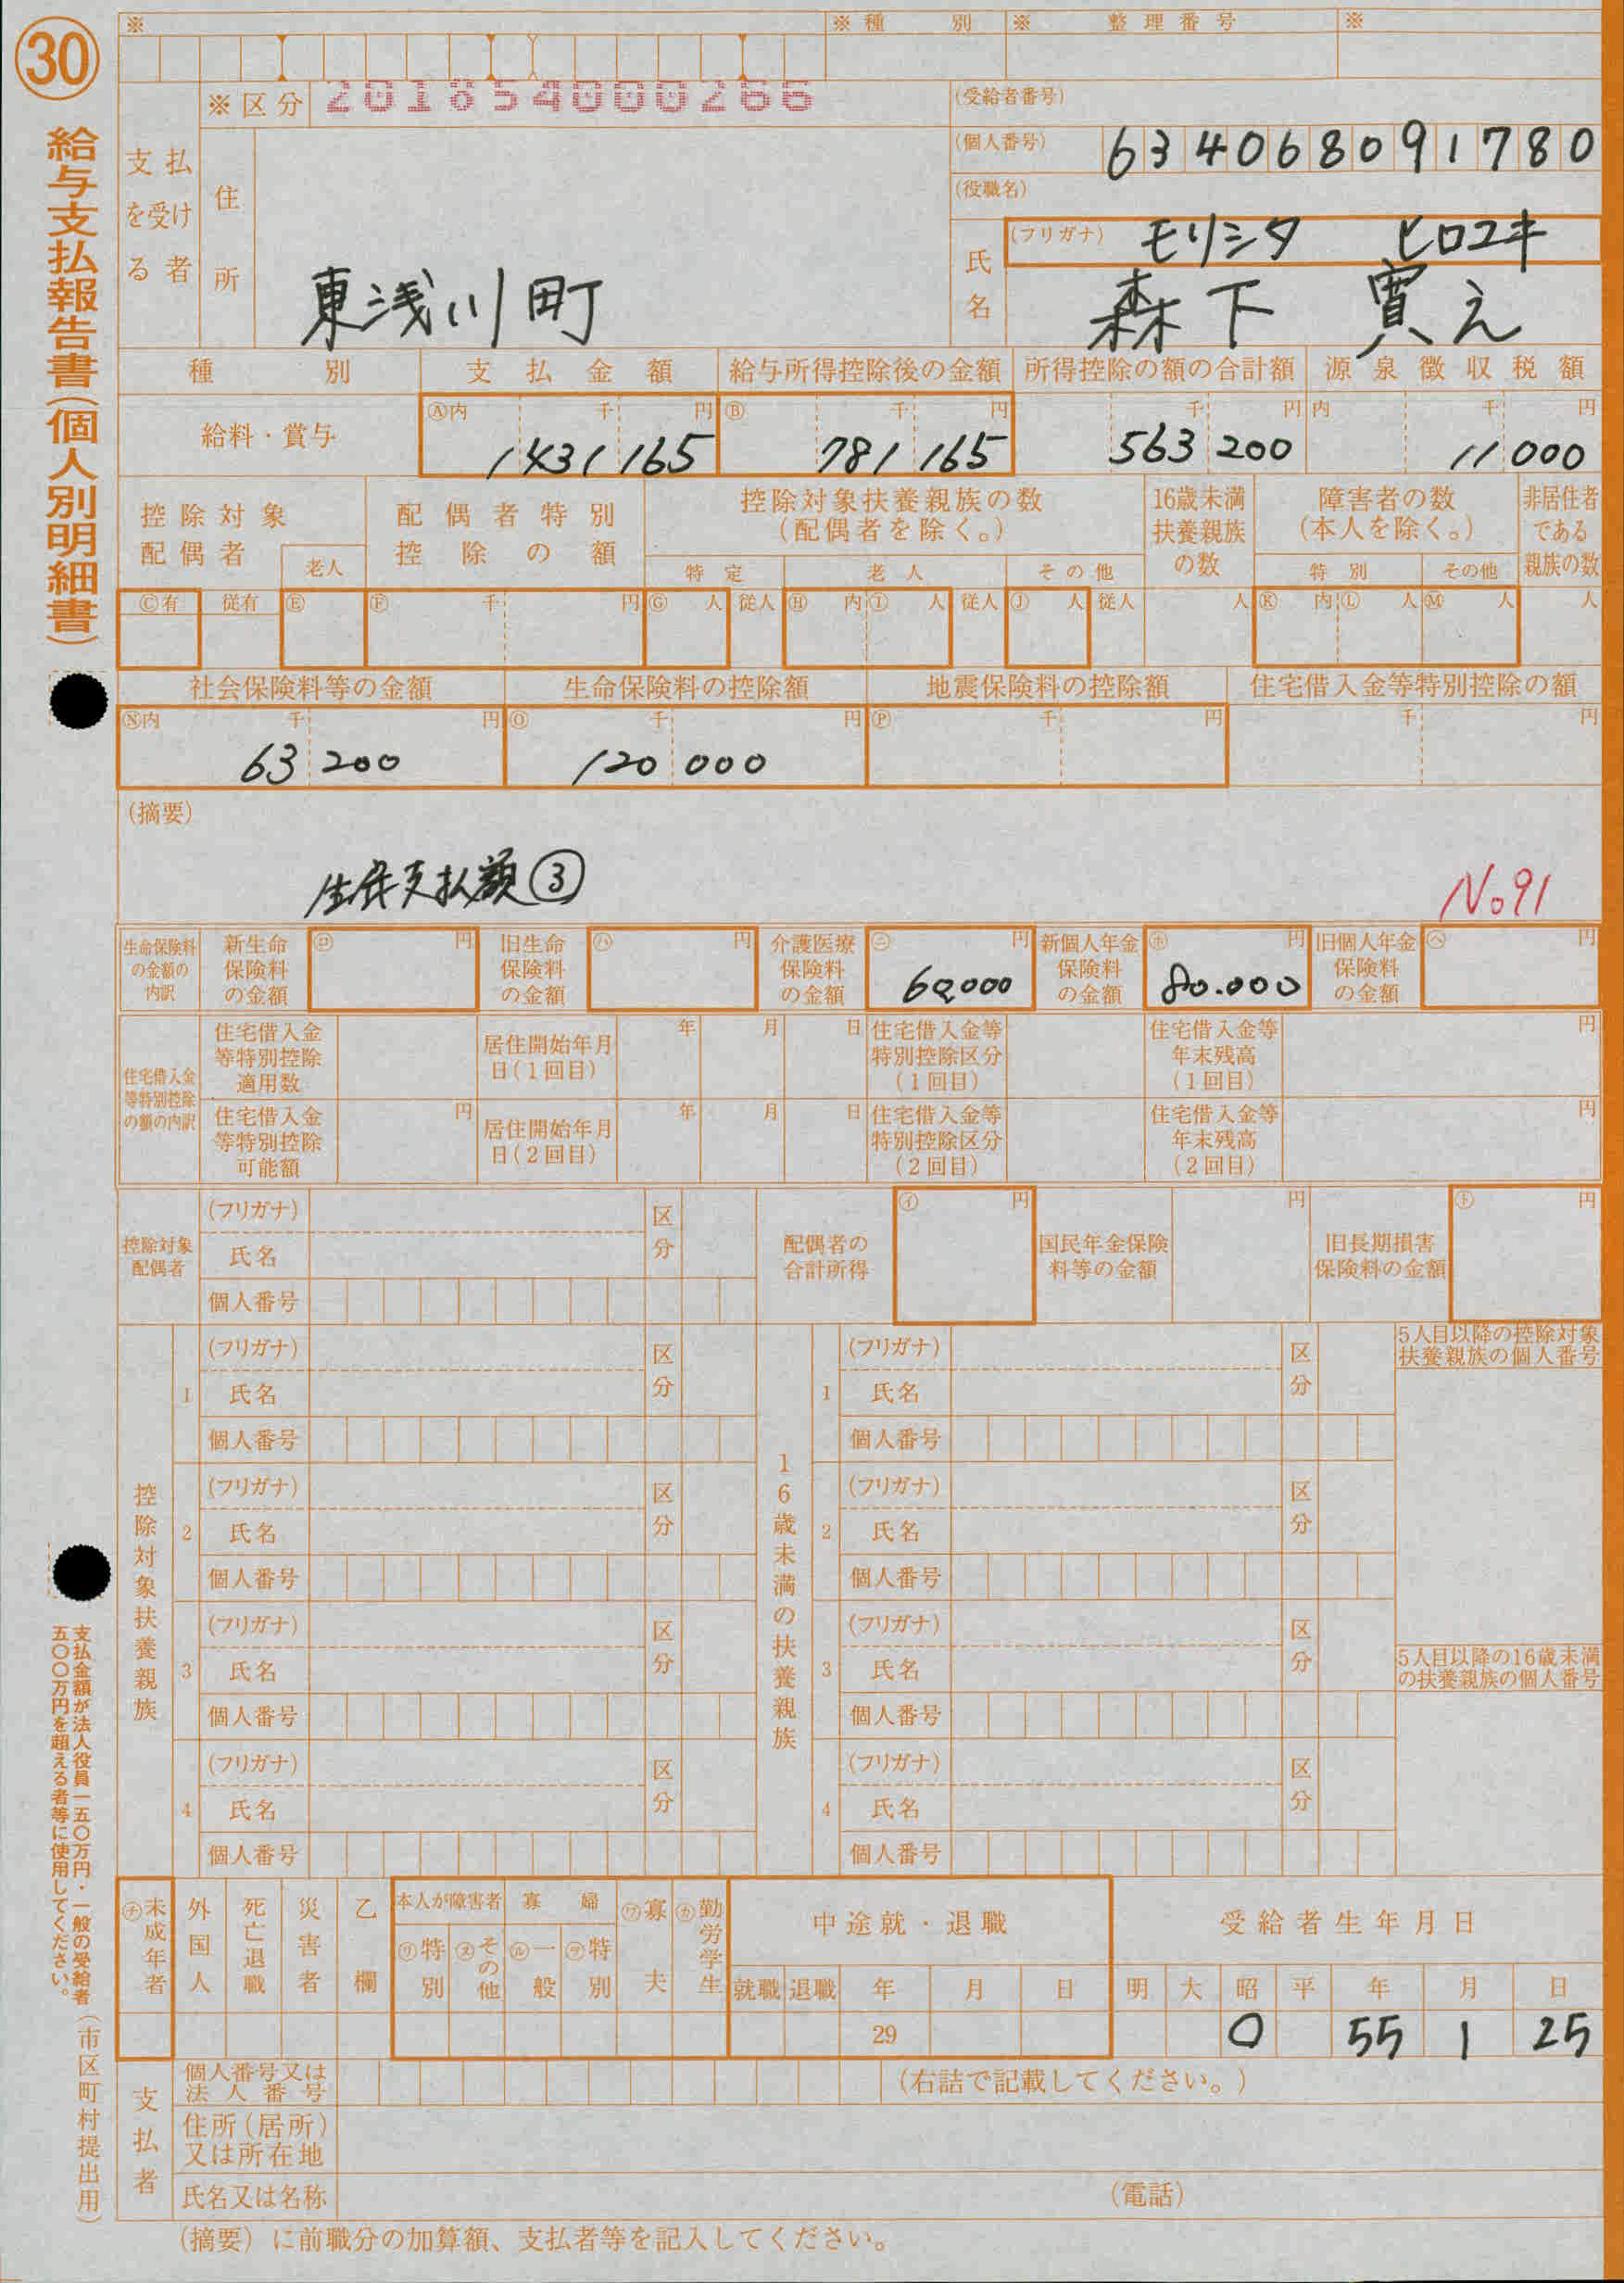 30
給与支払報告書(個人別明細書)
※
※ 種 別
※ 整理番号
※
※区分
201854000266
支払を受ける者
住所
東浅川町
(受給者番号)
(個人番号) 634068091780
(役職名)
氏名
(フリガナ) モリシタ ヒロユキ
森下 寛え
種 別
支払金額
給与所得控除後の金額
所得控除の額の合計額
源泉徴収税額
給料・賞与
Ⓐ内 千 円 1431 165
Ⓑ 千 円 781 165
千 円 563 200
内 千 円 11 000
控除対象配偶者
老人
配偶者特別控除の額
控除対象扶養親族の数
(配偶者を除く。)
特定
老人
その他
16歳未満扶養親族の数
障害者の数
(本人を除く。)
特別
その他
非居住者である親族の数
Ⓒ有 従有 Ⓔ Ⓕ 千 円 Ⓖ 人 従人 Ⓗ 内 Ⓘ 人 従人 Ⓙ 人 従人 人 Ⓚ 内 Ⓛ 人 Ⓜ 人 人
社会保険料等の金額
生命保険料の控除額
地震保険料の控除額
住宅借入金等特別控除の額
Ⓝ内 千 円 63 200
Ⓞ 千 円 120 000
Ⓟ 千 円
千 円
(摘要)
支払額③
No91
生命保険料の金額の内訳
新生命保険料の金額
㋺ 円
旧生命保険料の金額
㋩ 円
介護医療保険料の金額
㋥ 円 60,000
新個人年金保険料の金額
㋭ 円 80.000
旧個人年金保険料の金額
㋬ 円
住宅借入金等特別控除の額の内訳
住宅借入金等特別控除適用数
居住開始年月日(1回目)
年 月 日
住宅借入金等特別控除区分(1回目)
住宅借入金等年末残高(1回目)
円
住宅借入金等特別控除可能額
円
居住開始年月日(2回目)
年 月 日
住宅借入金等特別控除区分(2回目)
住宅借入金等年末残高(2回目)
円
控除対象配偶者
(フリガナ)
氏名
区分
個人番号
配偶者の合計所得
㋑ 円
国民年金保険料等の金額
円
旧長期損害保険料の金額
㋣ 円
控除対象扶養親族
1
(フリガナ)
氏名
区分
個人番号
2
(フリガナ)
氏名
区分
個人番号
3
(フリガナ)
氏名
区分
個人番号
4
(フリガナ)
氏名
区分
個人番号
16歳未満の扶養親族
1
(フリガナ)
氏名
区分
個人番号
2
(フリガナ)
氏名
区分
個人番号
3
(フリガナ)
氏名
区分
個人番号
4
(フリガナ)
氏名
区分
個人番号
5人目以降の控除対象扶養親族の個人番号
5人目以降の16歳未満の扶養親族の個人番号
㋠未成年者
外国人
死亡退職
災害者
乙欄
本人が障害者
㋷特別
㋦その他
寡婦
㋸一般
㋾特別
㋻寡夫
㋕勤労学生
中途就・退職
就職 退職 年 月 日
29
受給者生年月日
明 大 昭 平 年 月 日
0 55 1 25
支払者
個人番号又は法人番号
(右詰で記載してください。)
住所(居所)又は所在地
氏名又は名称
(電話)
(摘要)に前職分の加算額、支払者等を記入してください。
支払金額が法人役員一五〇万円・一般の受給者五〇〇万円を超える者等に使用してください。
(市区町村提出用)